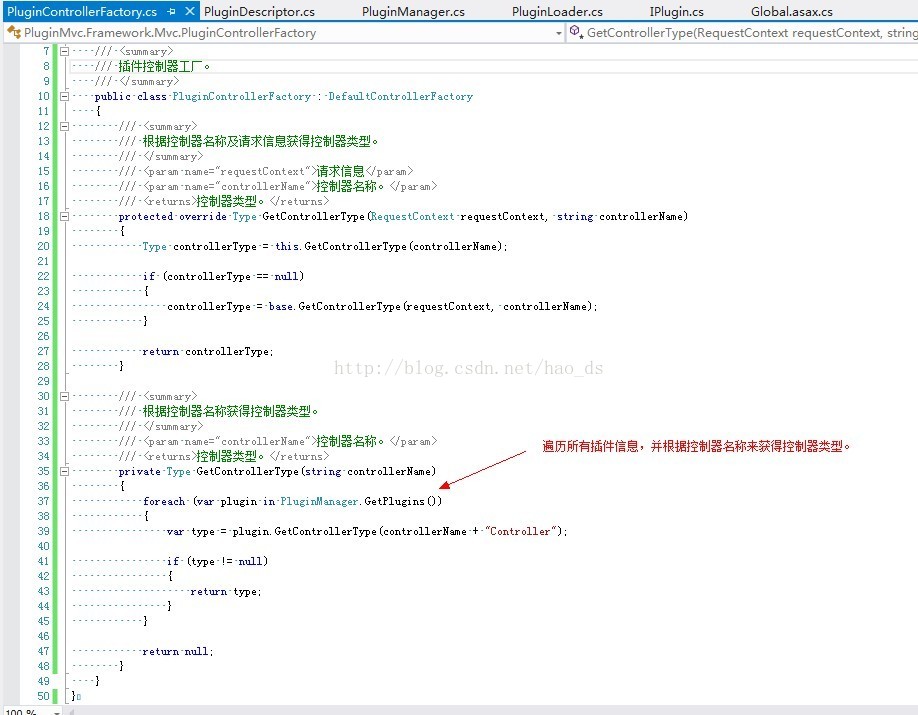 PluginControllerFactory.cs PluginDescriptor.cs PluginManager.cs PluginLoader.cs IPlugin.cs Global.asax.cs
PluginMvc.Framework.Mvc.PluginControllerFactory GetControllerType(RequestContext requestContext, string
7 /// <summary>
8 /// 插件控制器工厂。
9 /// </summary>
10 public class PluginControllerFactory : DefaultControllerFactory
11 {
12 /// <summary>
13 /// 根据控制器名称及请求信息获得控制器类型。
14 /// </summary>
15 /// <param name="requestContext">请求信息</param>
16 /// <param name="controllerName">控制器名称。</param>
17 /// <returns>控制器类型。</returns>
18 protected override Type GetControllerType(RequestContext requestContext, string controllerName)
19 {
20 Type controllerType = this.GetControllerType(controllerName);
21
22 if (controllerType == null)
23 {
24 controllerType = base.GetControllerType(requestContext, controllerName);
25 }
26
27 return controllerType;
28 }
http://blog.csdn.net/hao_ds
29
30 /// <summary>
31 /// 根据控制器名称获得控制器类型。
32 /// </summary>
33 /// <param name="controllerName">控制器名称。</param>
遍历所有插件信息，并根据控制器名称来获得控制器类型。
34 /// <returns>控制器类型。</returns>
35 private Type GetControllerType(string controllerName)
36 {
37 foreach (var plugin in PluginManager.GetPlugins())
38 {
39 var type = plugin.GetControllerType(controllerName + "Controller");
40
41 if (type != null)
42 {
43 return type;
44 }
45 }
46
47 return null;
48 }
49 }
50 }
100 %